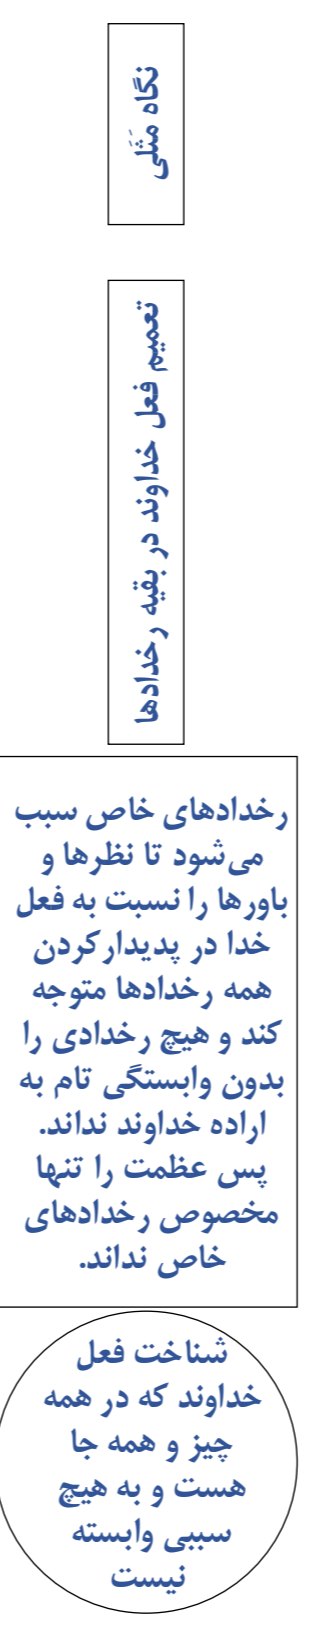 نگاه مَثَلی
تعمیم فعل خداوند در بقیه رخدادها
رخدادهای خاص سبب
می‌شود تا نظرها و
باورها را نسبت به فعل
خدا در پدیدارکردن
همه رخدادها متوجه
کند و هیچ رخدادی را
بدون وابستگی تام به
اراده خداوند نداند.
پس عظمت را تنها
مخصوص رخدادهای
خاص نداند.
شناخت فعل
خداوند که در همه
چیز و همه جا
هست و به هیچ
سببی وابسته
نیست